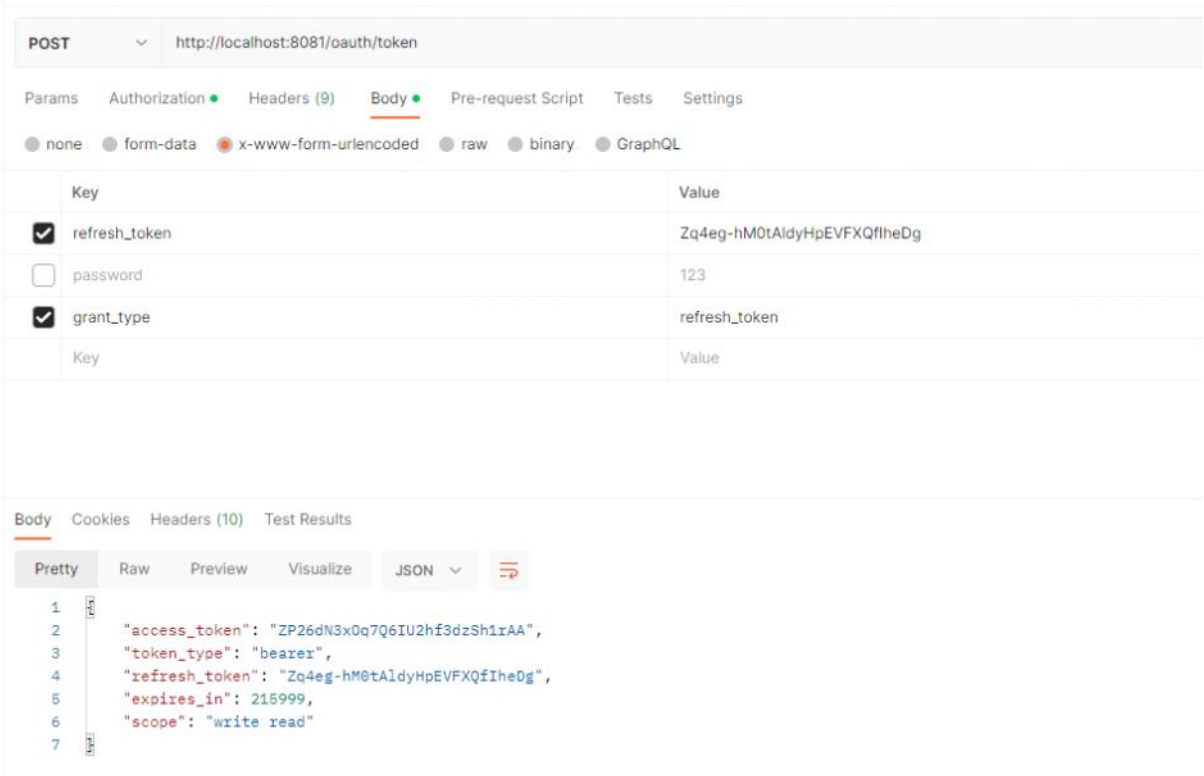 POST http://localhost:8081/oauth/token
Params Authorization Headers (9) Body Pre-request Script Tests Settings
none form-data x-www-form-urlencoded raw binary GraphQL
Key Value
refresh_token Zq4eg-hM0tAldyHpEVFXQfIheDg
password 123
grant_type refresh_token
Key Value
Body Cookies Headers (10) Test Results
Pretty Raw Preview Visualize JSON
1 {
2 "access_token": "ZP26dN3xOq7Q6IU2hf3dzSh1rAA",
3 "token_type": "bearer",
4 "refresh_token": "Zq4eg-hM0tAldyHpEVFXQfIheDg",
5 "expires_in": 215999,
6 "scope": "write read"
7 }